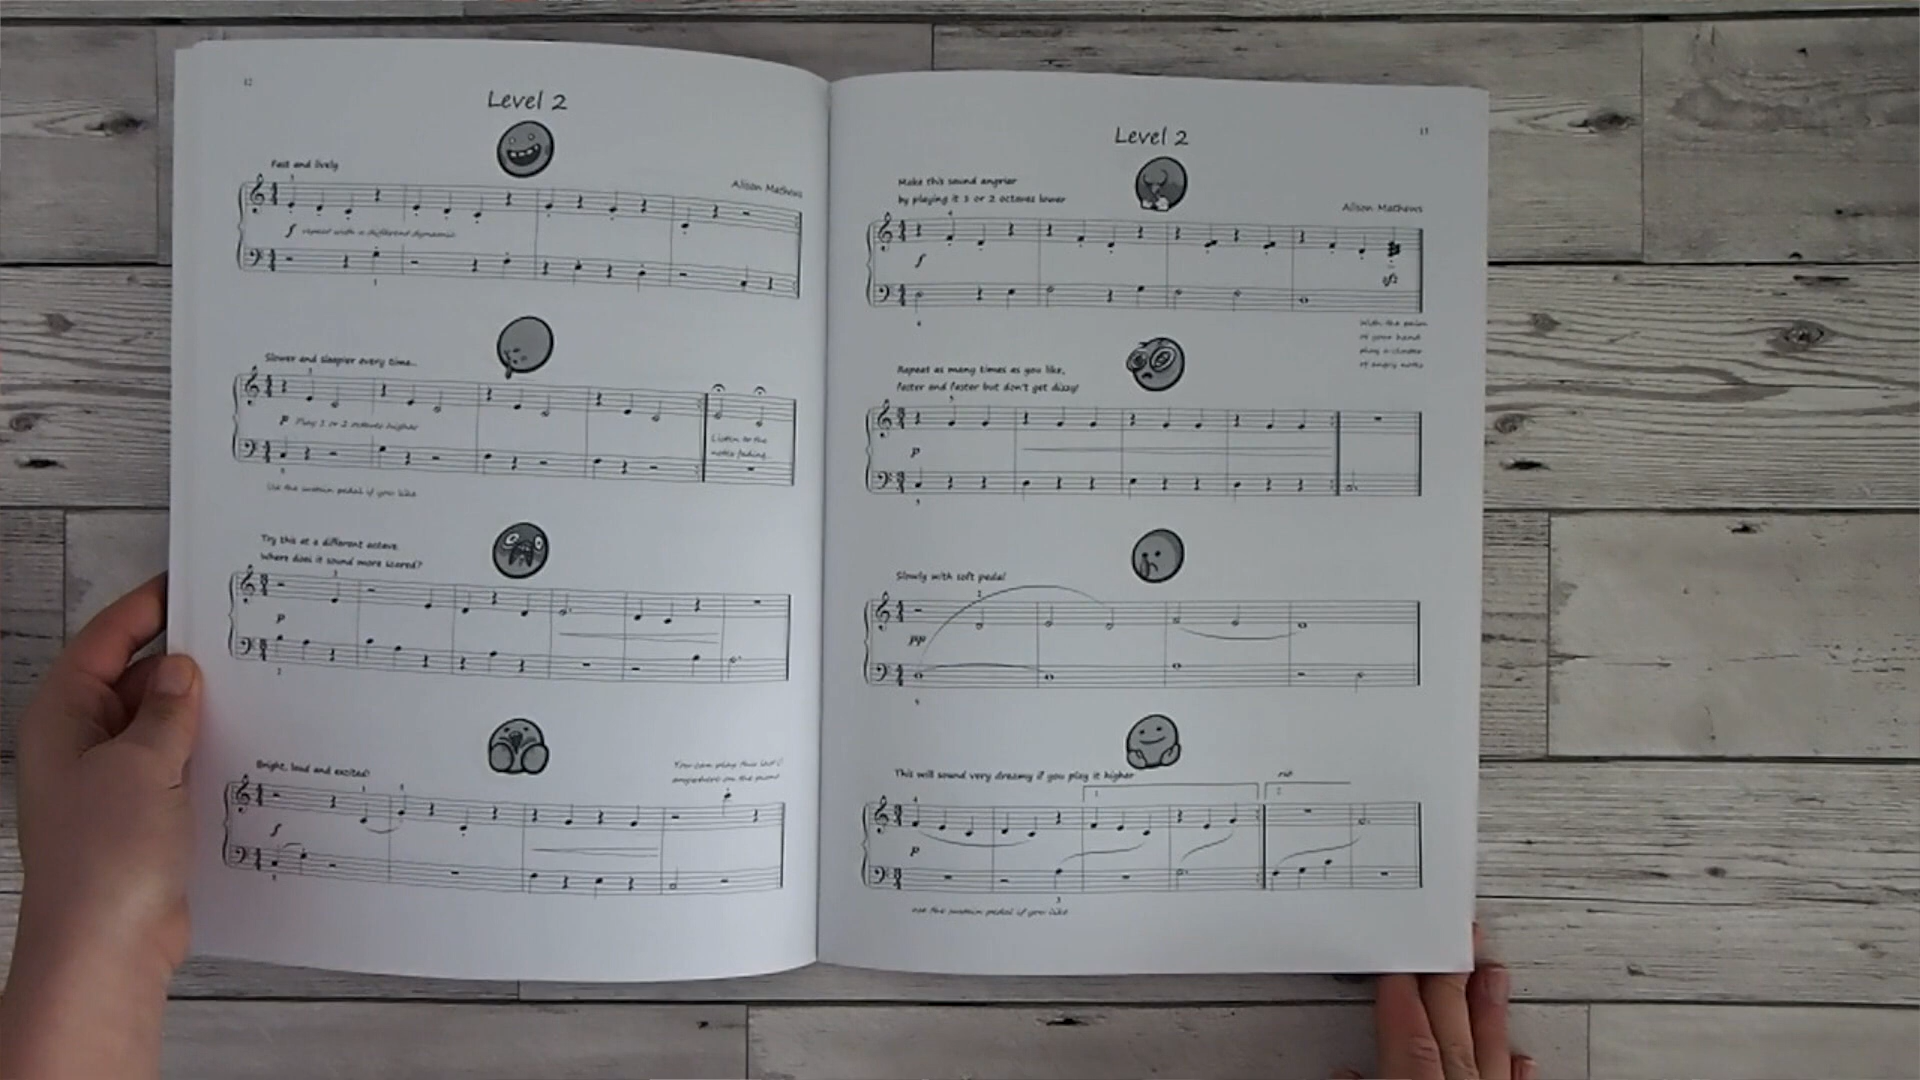 12
Level 2
Fast and lively
Alison Mathews
f repeat with a different dynamic
Slower and sleepier every time...
p Play 1 or 2 octaves higher
Listen to the
notes fading...
Use the sustain pedal if you like
Try this at a different octave
Where does it sound more scared?
p
Bright, loud and excited!
You can play this last C
anywhere on the piano!
f
13
Level 2
Make this sound angrier
by playing it 1 or 2 octaves lower
Alison Mathews
f
With the palm
of your hand
play a cluster
of angry notes
Repeat as many times as you like,
faster and faster but don't get dizzy!
p
Slowly with soft pedal
pp
This will sound very dreamy if you play it higher
rit
1.
2.
p
use the sustain pedal if you like